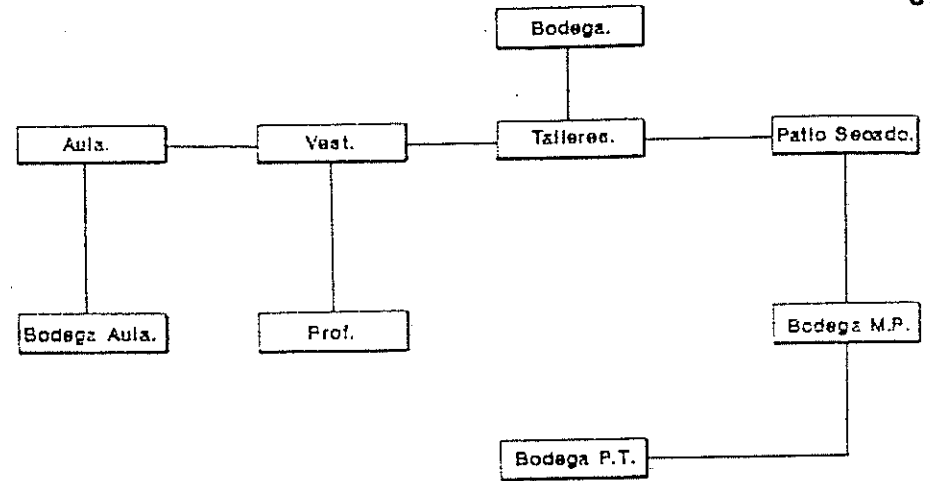 Bodega.
Aula.
Vest.
Talleres.
Patio Secado.
Bodega Aula.
Prof.
Bodega M.P.
Bodega P.T.